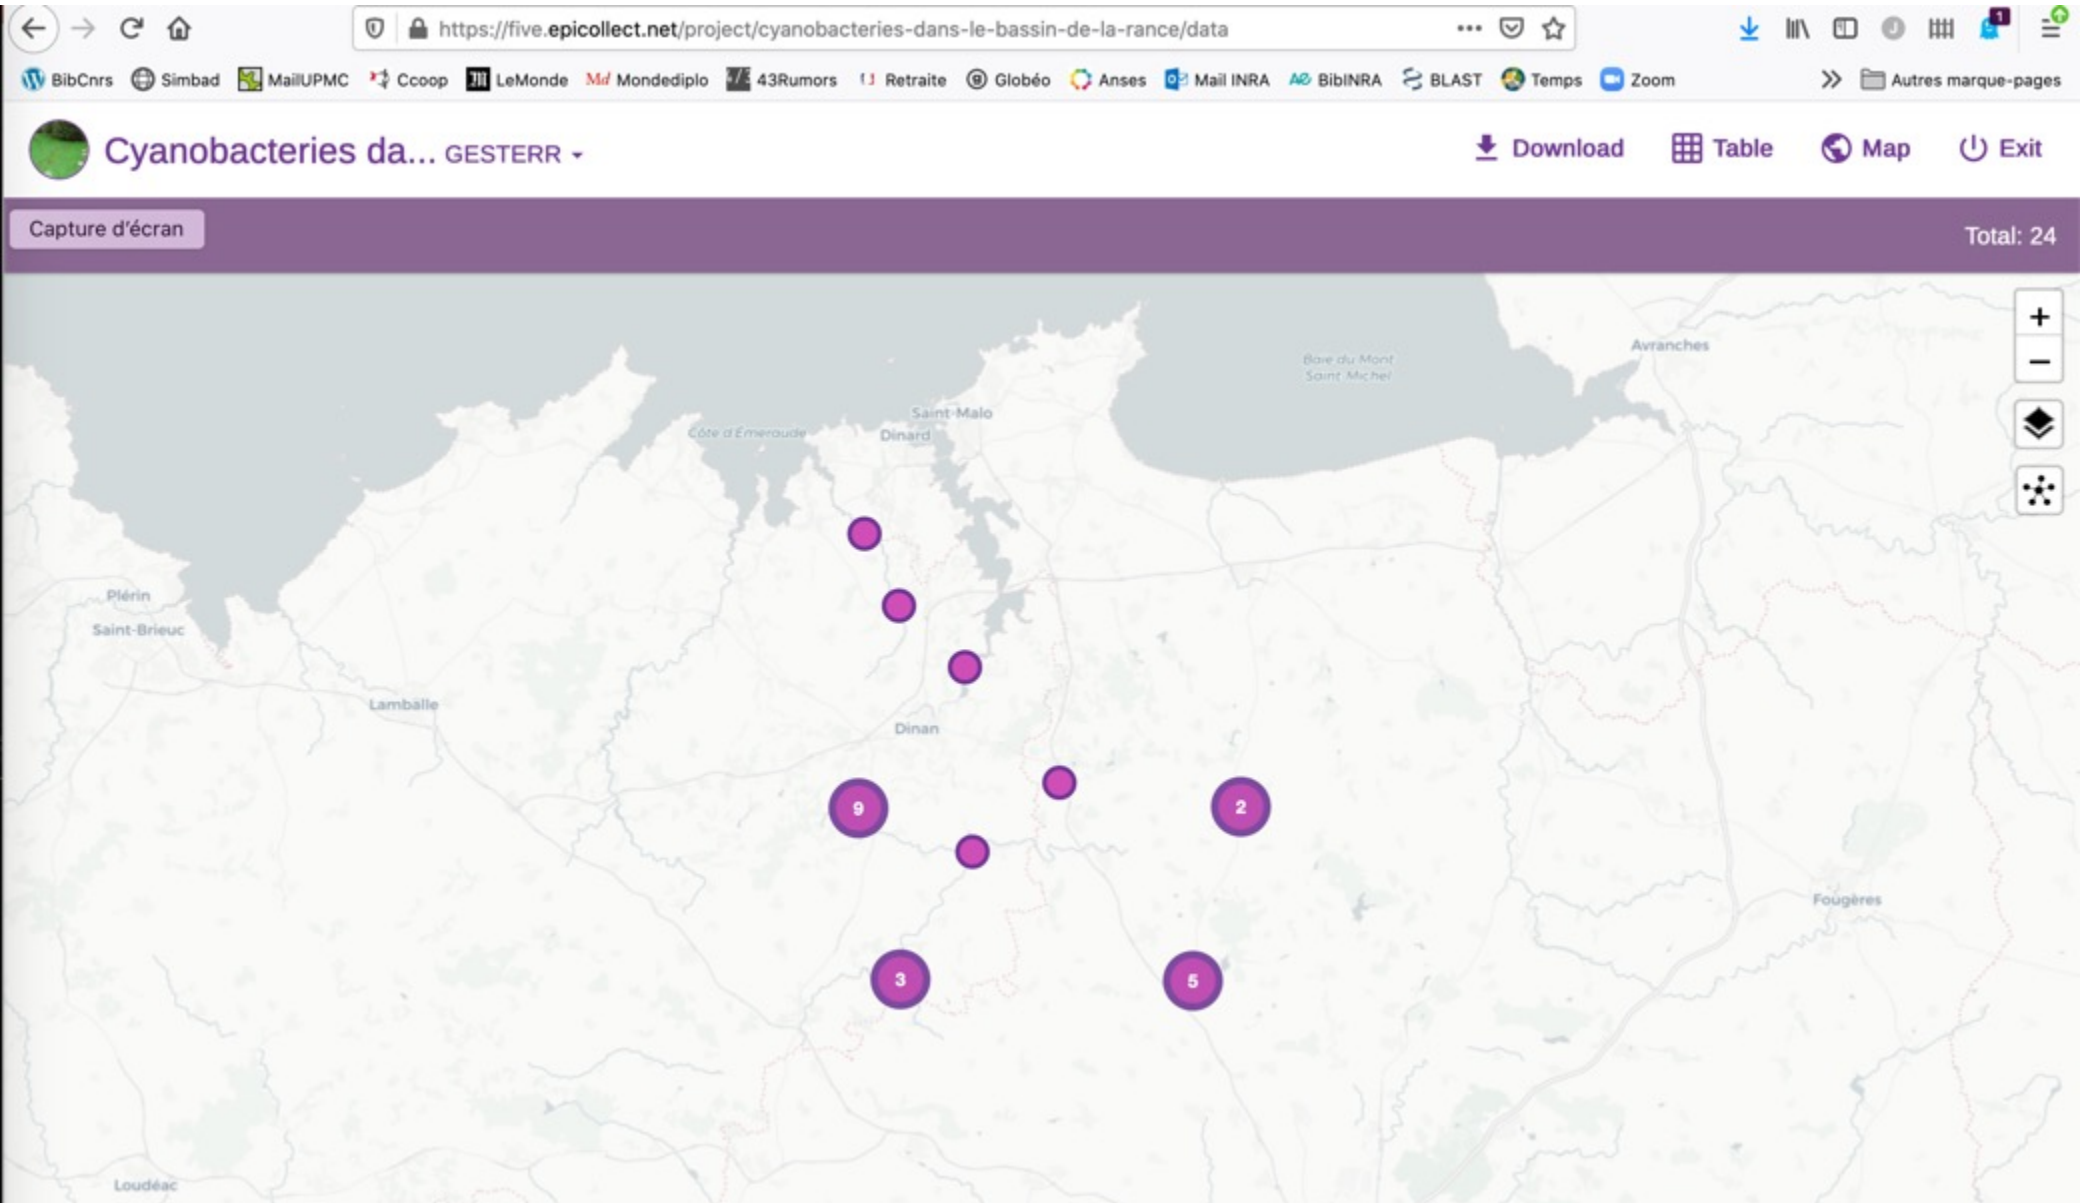 https://five.epicollect.net/project/cyanobacteries-dans-le-bassin-de-la-rance/data
1
BibCnrs Simbad MailUPMC Ccoop LeMonde Mondediplo 43Rumors Retraite Globéo Anses Mail INRA BibINRA BLAST Temps Zoom Autres marque-pages
Cyanobacteries da... GESTERR Download Table Map Exit
Capture d'écran Total: 24
+
−
Avranches
Baie du Mont
Saint Michel
Saint-Malo
Côte d'Émeraude
Dinard
Plérin
Saint-Brieuc
Lamballe
Dinan
9
2
Fougères
3
5
Loudéac